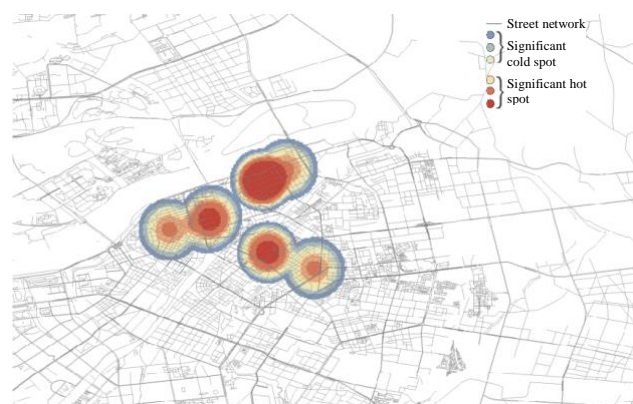 Street network
Significant
cold spot
Significant hot
spot